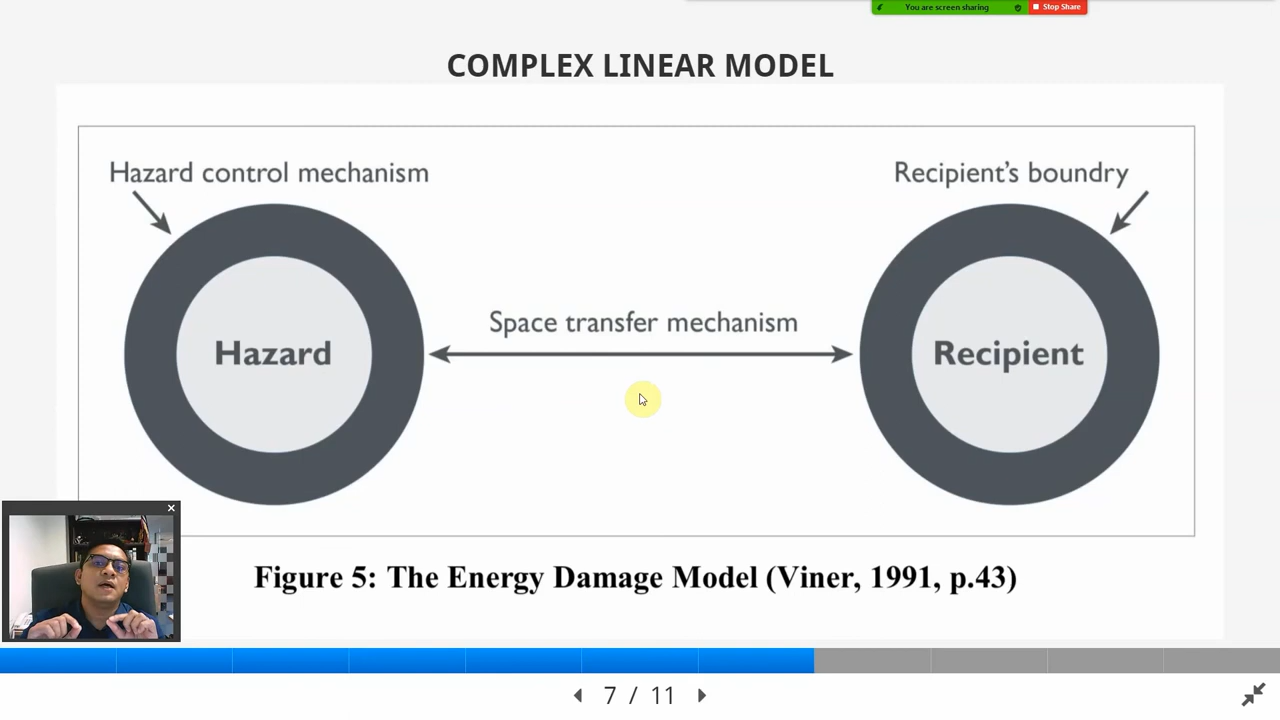 You are screen sharing
Stop Share
COMPLEX LINEAR MODEL
Hazard control mechanism
Recipient's boundry
Space transfer mechanism
Hazard
Recipient
Figure 5: The Energy Damage Model (Viner, 1991, p.43)
7 / 11